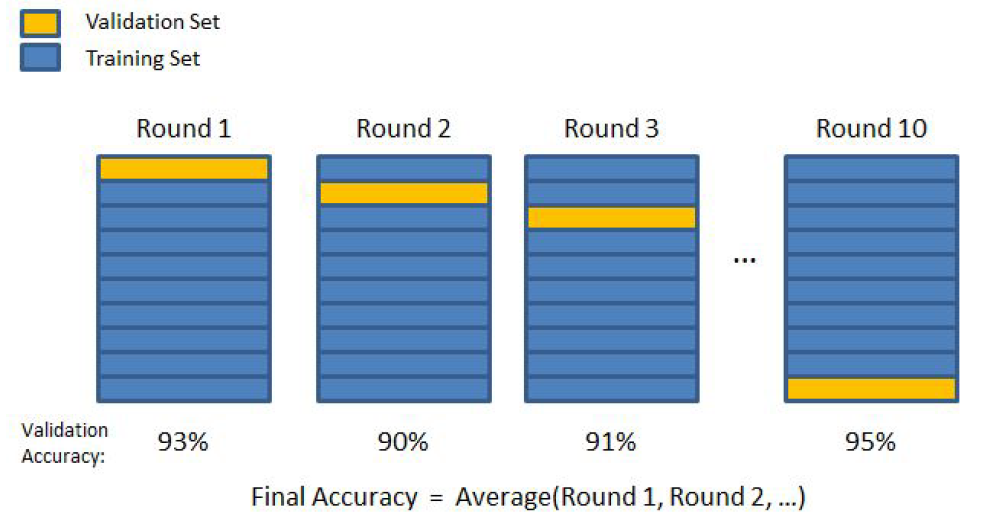 Validation Set
Training Set
Round 1
Round 2
Round 3
Round 10
...
Validation
Accuracy:
93%
90%
91%
95%
Final Accuracy = Average(Round 1, Round 2, ...)